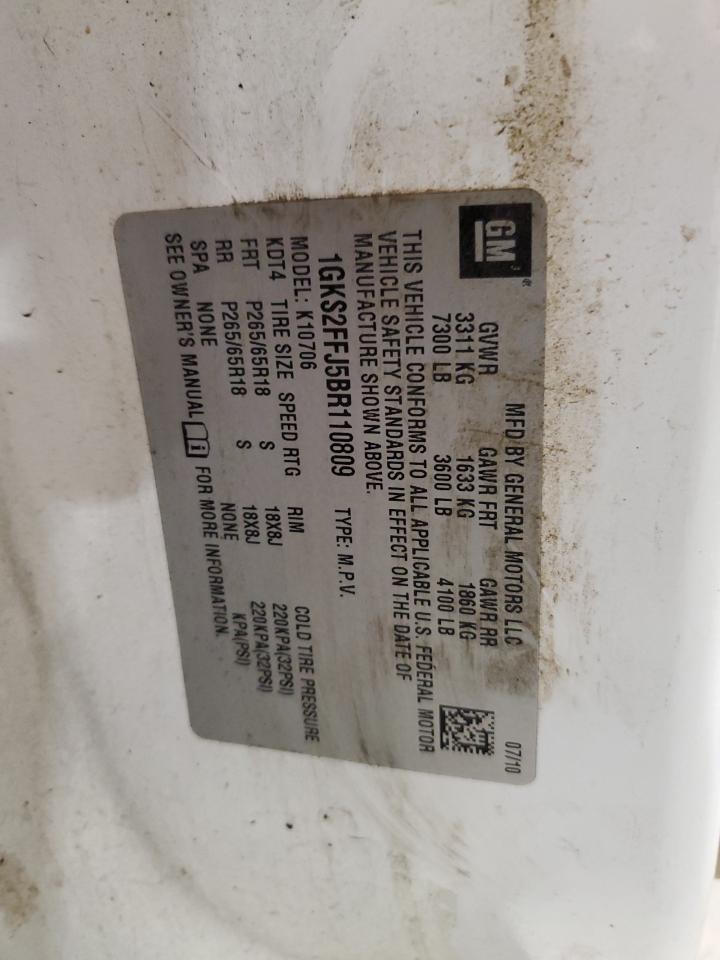 GM
MFD BY GENERAL MOTORS LLC 07/10
GVWR GAWR FRT GAWR RR
3311 KG 1633 KG 1860 KG
7300 LB 3600 LB 4100 LB
THIS VEHICLE CONFORMS TO ALL APPLICABLE U.S. FEDERAL MOTOR
VEHICLE SAFETY STANDARDS IN EFFECT ON THE DATE OF
MANUFACTURE SHOWN ABOVE.
1GKS2FFJ5BR110809 TYPE: M.P.V.
MODEL: K10706
KDT4 TIRE SIZE SPEED RTG RIM COLD TIRE PRESSURE
FRT P265/65R18 S 18X8J 220KPA(32PSI)
RR P265/65R18 S 18X8J 220KPA(32PSI)
SPA NONE NONE KPA(PSI)
SEE OWNER'S MANUAL FOR MORE INFORMATION.